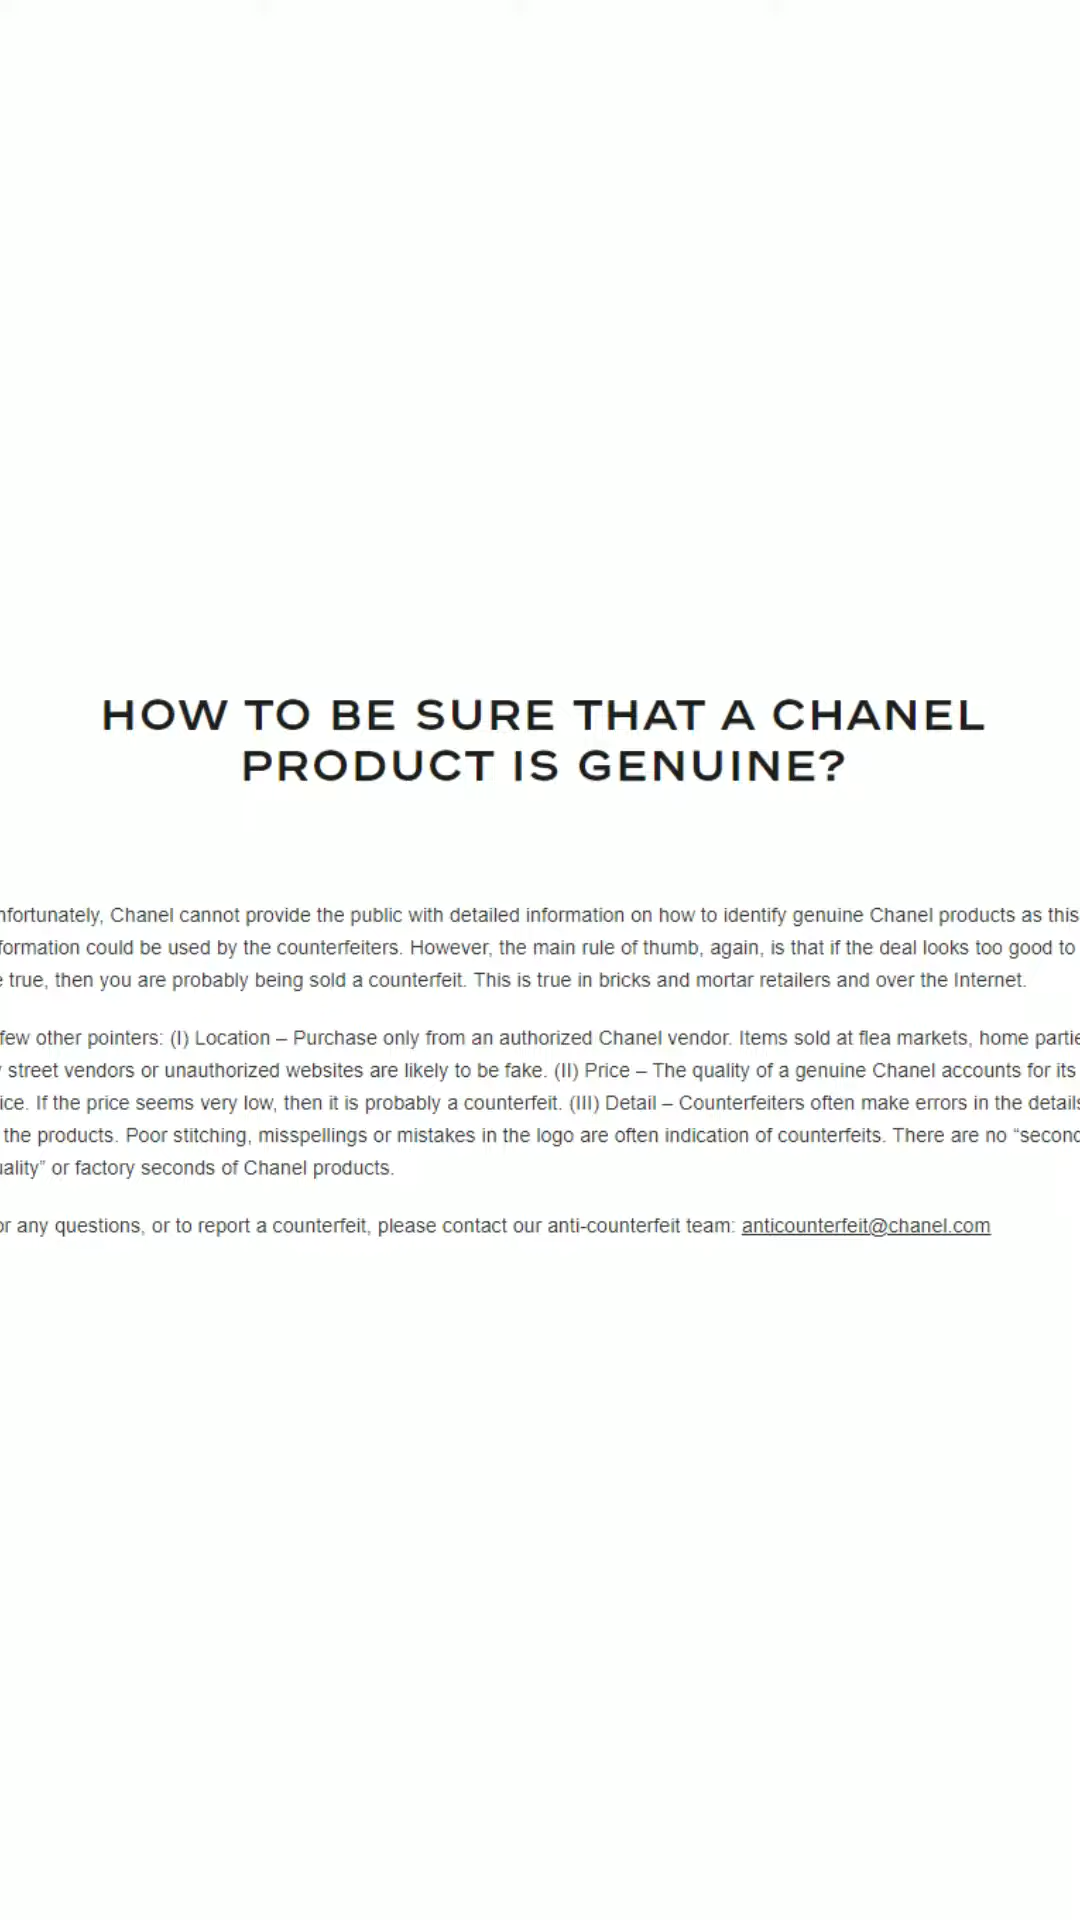 HOW TO BE SURE THAT A CHANEL
PRODUCT IS GENUINE?
nfortunately, Chanel cannot provide the public with detailed information on how to identify genuine Chanel products as this
formation could be used by the counterfeiters. However, the main rule of thumb, again, is that if the deal looks too good to
e true, then you are probably being sold a counterfeit. This is true in bricks and mortar retailers and over the Internet.
few other pointers: (I) Location – Purchase only from an authorized Chanel vendor. Items sold at flea markets, home partie
street vendors or unauthorized websites are likely to be fake. (II) Price – The quality of a genuine Chanel accounts for its
ice. If the price seems very low, then it is probably a counterfeit. (III) Detail – Counterfeiters often make errors in the details
the products. Poor stitching, misspellings or mistakes in the logo are often indication of counterfeits. There are no “second
uality” or factory seconds of Chanel products.
or any questions, or to report a counterfeit, please contact our anti-counterfeit team: anticounterfeit@chanel.com